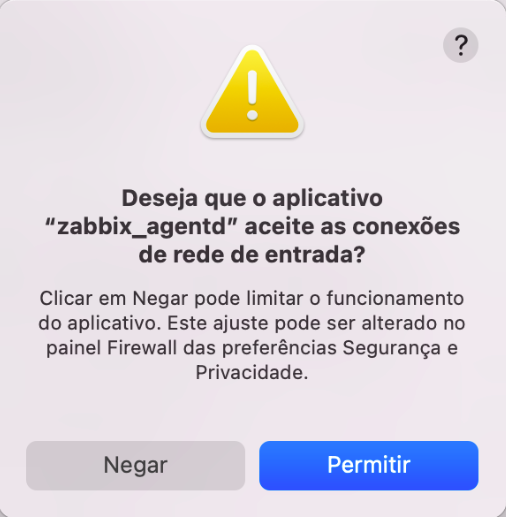 ?
Deseja que o aplicativo
“zabbix_agentd” aceite as conexões
de rede de entrada?
Clicar em Negar pode limitar o funcionamento
do aplicativo. Este ajuste pode ser alterado no
painel Firewall das preferências Segurança e
Privacidade.
Negar
Permitir